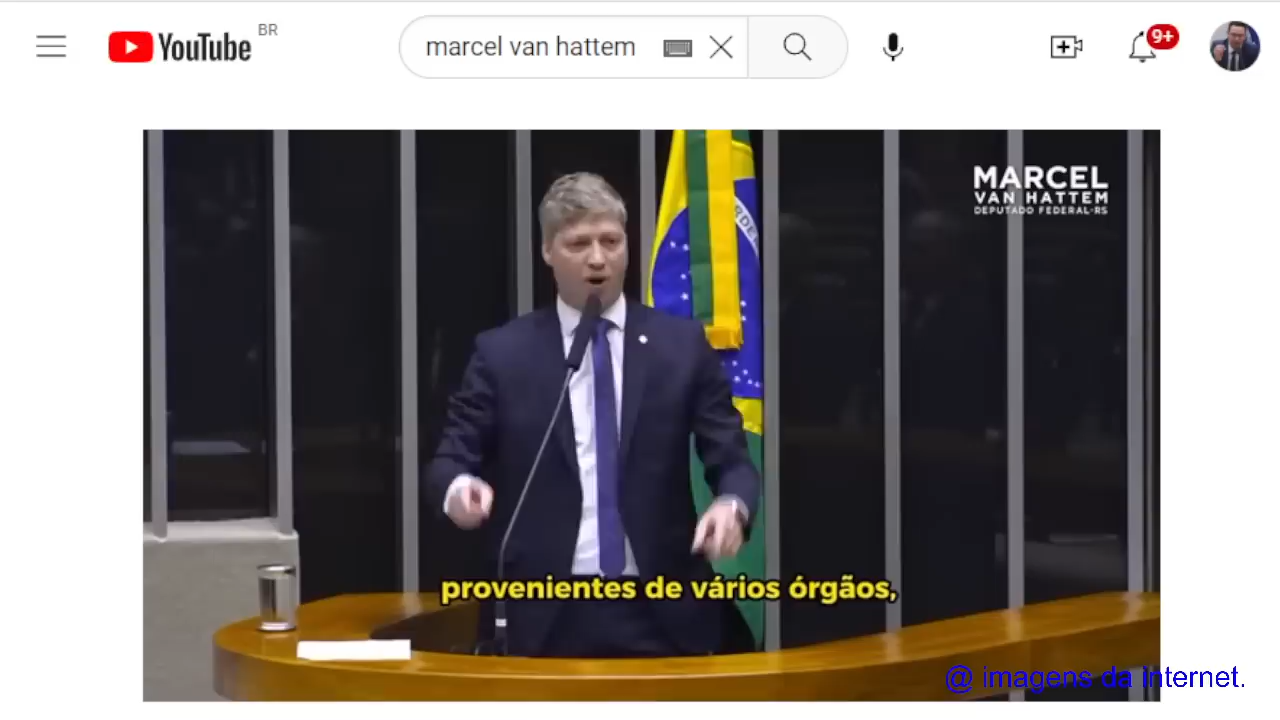 YouTube BR
marcel van hattem
9+
MARCEL
VAN HATTEM
DEPUTADO FEDERAL-RS
RDE
provenientes de vários órgãos,
@ imagens da Internet.